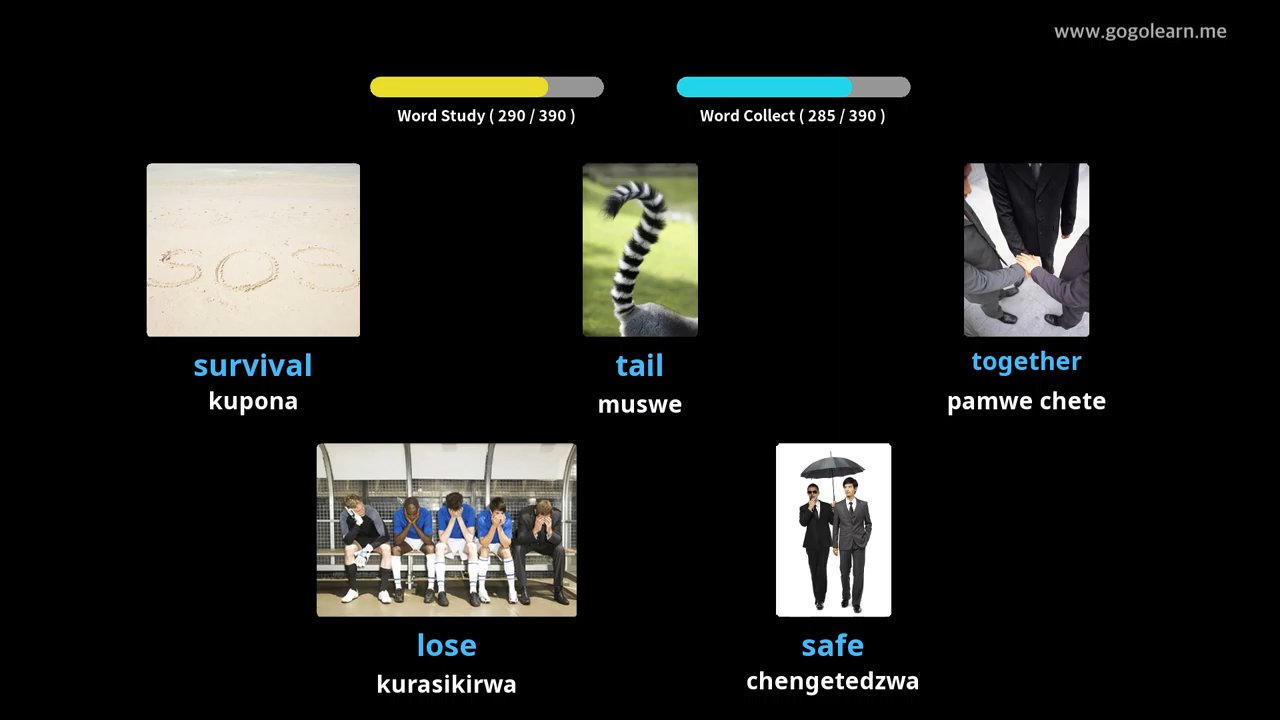 www.gogolearn.me
Word Study ( 290 / 390 )
Word Collect ( 285 / 390 )
SOS
survival
kupona
tail
muswe
together
pamwe chete
lose
kurasikirwa
safe
chengetedzwa